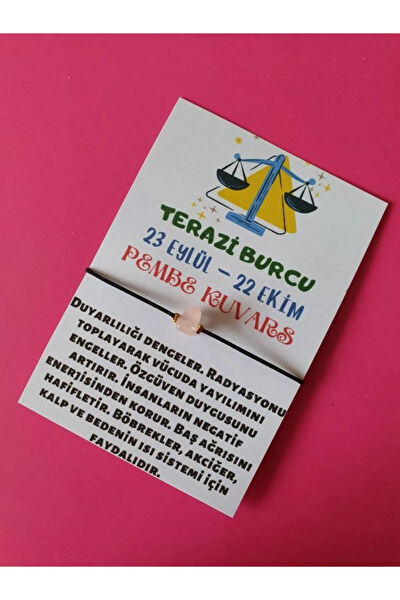 TERAZİ BURCU
23 EYLÜL – 22 EKİM
PEMBE KUVARS
Duyarlılığı dengeler. Radyasyonu
toplayarak vücuda yayılımını
engeller. Özgüven duygusunu
artırır. İnsanların negatif
enerjisinden korur. Baş ağrısını
hafifletir. Böbrekler, akciğer,
kalp ve bedenin ısı sistemi için
faydalıdır.